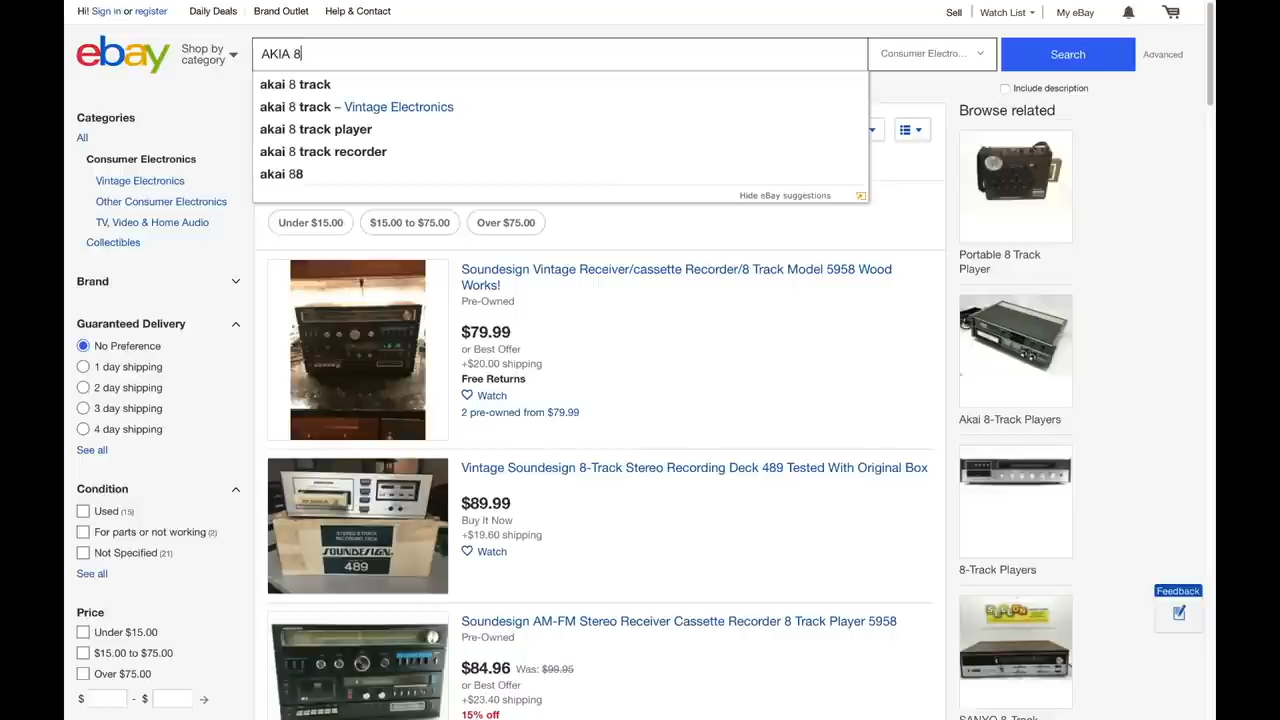 Hi! Sign in or register
Daily Deals
Brand Outlet
Help & Contact
Sell
Watch List
My eBay
ebay
Shop by
category
AKIA 8
Consumer Electro...
Search
Advanced
Include description
akai 8 track
akai 8 track – Vintage Electronics
akai 8 track player
akai 8 track recorder
akai 88
Hide eBay suggestions
Categories
All
Consumer Electronics
Vintage Electronics
Other Consumer Electronics
TV, Video & Home Audio
Collectibles
Brand
Guaranteed Delivery
No Preference
1 day shipping
2 day shipping
3 day shipping
4 day shipping
See all
Condition
Used (15)
For parts or not working (2)
Not Specified (21)
See all
Price
Under $15.00
$15.00 to $75.00
Over $75.00
$ - $
Under $15.00
$15.00 to $75.00
Over $75.00
Soundesign Vintage Receiver/cassette Recorder/8 Track Model 5958 Wood
Works!
Pre-Owned
$79.99
or Best Offer
+$20.00 shipping
Free Returns
Watch
2 pre-owned from $79.99
Vintage Soundesign 8-Track Stereo Recording Deck 489 Tested With Original Box
$89.99
Buy It Now
+$19.60 shipping
Watch
SOUNDESIGN
489
Soundesign AM-FM Stereo Receiver Cassette Recorder 8 Track Player 5958
Pre-Owned
$84.96 Was: $99.95
or Best Offer
+$23.40 shipping
15% off
Browse related
Portable 8 Track
Player
Akai 8-Track Players
8-Track Players
SANYO 8-Track
Feedback